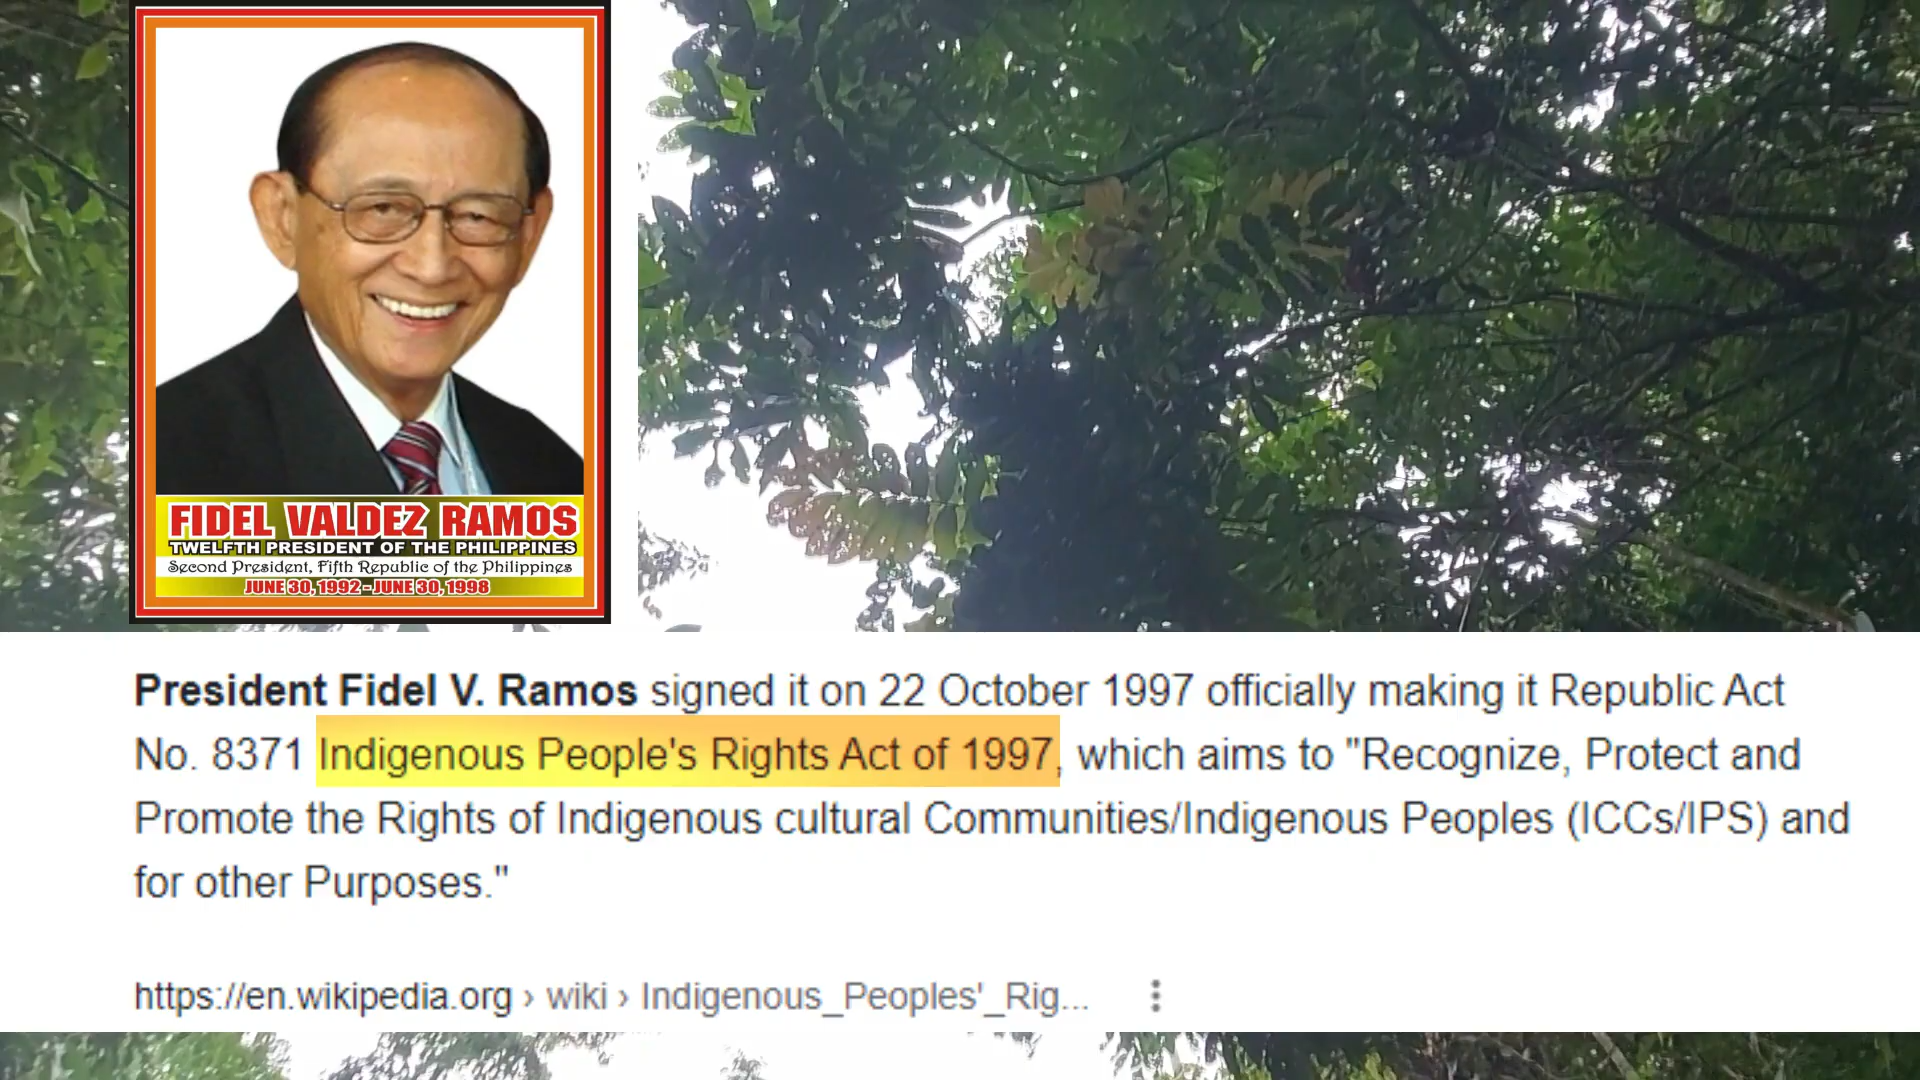 FIDEL VALDEZ RAMOS
TWELFTH PRESIDENT OF THE PHILIPPINES
Second President, Fifth Republic of the Philippines
JUNE 30, 1992 - JUNE 30, 1998
President Fidel V. Ramos signed it on 22 October 1997 officially making it Republic Act
No. 8371 Indigenous People's Rights Act of 1997, which aims to "Recognize, Protect and
Promote the Rights of Indigenous cultural Communities/Indigenous Peoples (ICCs/IPS) and
for other Purposes."
https://en.wikipedia.org › wiki › Indigenous_Peoples'_Rig...